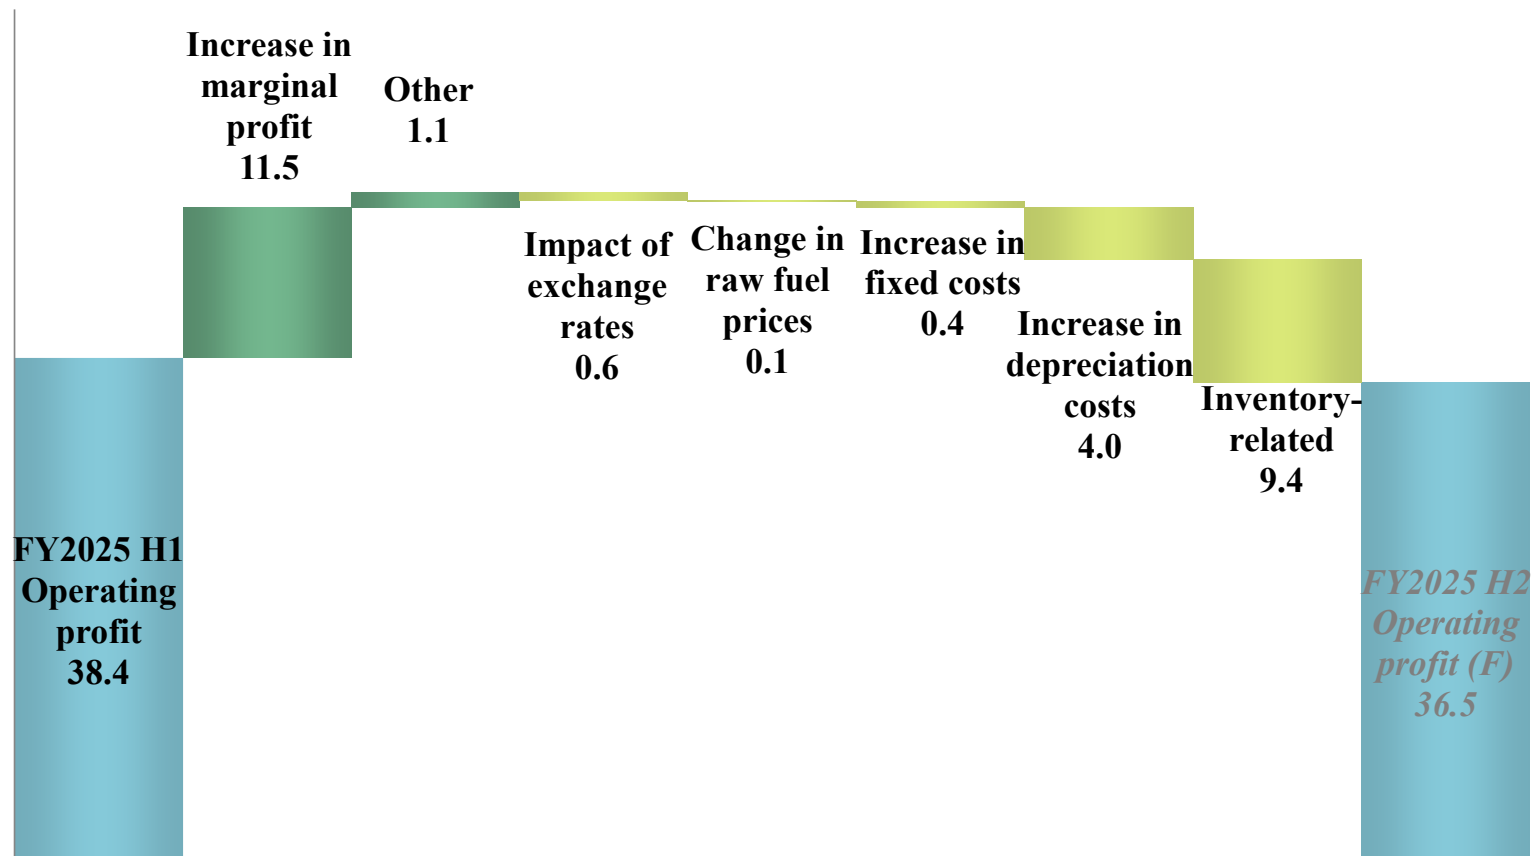 Increase in
marginal
profit
11.5
Other
1.1
Impact of
exchange
rates
0.6
Change in
raw fuel
prices
0.1
Increase in
fixed costs
0.4
Increase in
depreciation
costs
4.0
Inventory-
related
9.4
FY2025 H1
Operating
profit
38.4
FY2025 H2
Operating
profit (F)
36.5